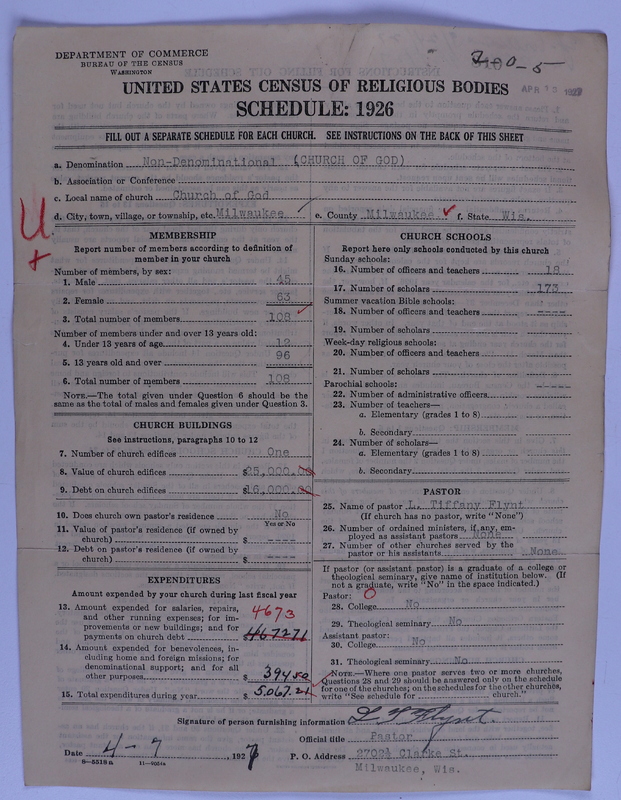 DEPARTMENT OF COMMERCE
BUREAU OF THE CENSUS
WASHINGTON
0-5
APR 13 1927
UNITED STATES CENSUS OF RELIGIOUS BODIES
SCHEDULE: 1926
FILL OUT A SEPARATE SCHEDULE FOR EACH CHURCH. SEE INSTRUCTIONS ON THE BACK OF THIS SHEET
a. Denomination Non-Denominational (CHURCH OF GOD)
b. Association or Conference
c. Local name of church Church of God
d. City, town, village, or township, etc. Milwaukee e. County Milwaukee f. State Wis.
U
MEMBERSHIP
Report number of members according to definition of
member in your church
Number of members, by sex:
1. Male 45
2. Female 63
3. Total number of members. 108
Number of members under and over 13 years old:
4. Under 13 years of age 12
5. 13 years old and over 96
6. Total number of members 108
NOTE.—The total given under Question 6 should be
the same as the total of males and females given under Question 3.
CHURCH BUILDINGS
See instructions, paragraphs 10 to 12
7. Number of church edifices One
8. Value of church edifices $25,000.00
9. Debt on church edifices $16,000.00
10. Does church own pastor's residence No
Yes or No
11. Value of pastor's residence (if owned by
church) $ ----
12. Debt on pastor's residence (if owned by
church) $ ----
EXPENDITURES
Amount expended by your church during last fiscal year
13. Amount expended for salaries, repairs,
and other running expenses; for im-
provements or new buildings; and for
payments on church debt 4673 $467271
14. Amount expended for benevolences, in-
cluding home and foreign missions; for
denominational support; and for all
other purposes $ 394.50
15. Total expenditures during year $ 5,067.21
CHURCH SCHOOLS
Report here only schools conducted by this church
Sunday schools:
16. Number of officers and teachers 18
17. Number of scholars 173
Summer vacation Bible schools:
18. Number of officers and teachers ----
19. Number of scholars
Week-day religious schools:
20. Number of officers and teachers
21. Number of scholars
Parochial schools: -----
22. Number of administrative officers
23. Number of teachers—
a. Elementary (grades 1 to 8)
b. Secondary
24. Number of scholars—
a. Elementary (grades 1 to 8)
b. Secondary
PASTOR
25. Name of pastor L. Tiffany Flynt
(If church has no pastor, write "None")
26. Number of ordained ministers, if any, em-
ployed as assistant pastors None
27. Number of other churches served by the
pastor or his assistants None
If pastor (or assistant pastor) is a graduate of a college or
theological seminary, give name of institution below. (If
not a graduate, write "No" in the space indicated.)
Pastor: 0
28. College No
29. Theological seminary No
Assistant pastor:
30. College No
31. Theological seminary No
NOTE.—Where one pastor serves two or more churches,
Questions 28 and 29 should be answered only on the schedule
for one of the churches; on the schedules for the other churches,
write "See schedule for church."
Signature of person furnishing information L T Flynt.
Official title Pastor
Date 4-7, 1927 P. O. Address 2702½ Clarke St.
8-5518 a 11-9054a Milwaukee, Wis.